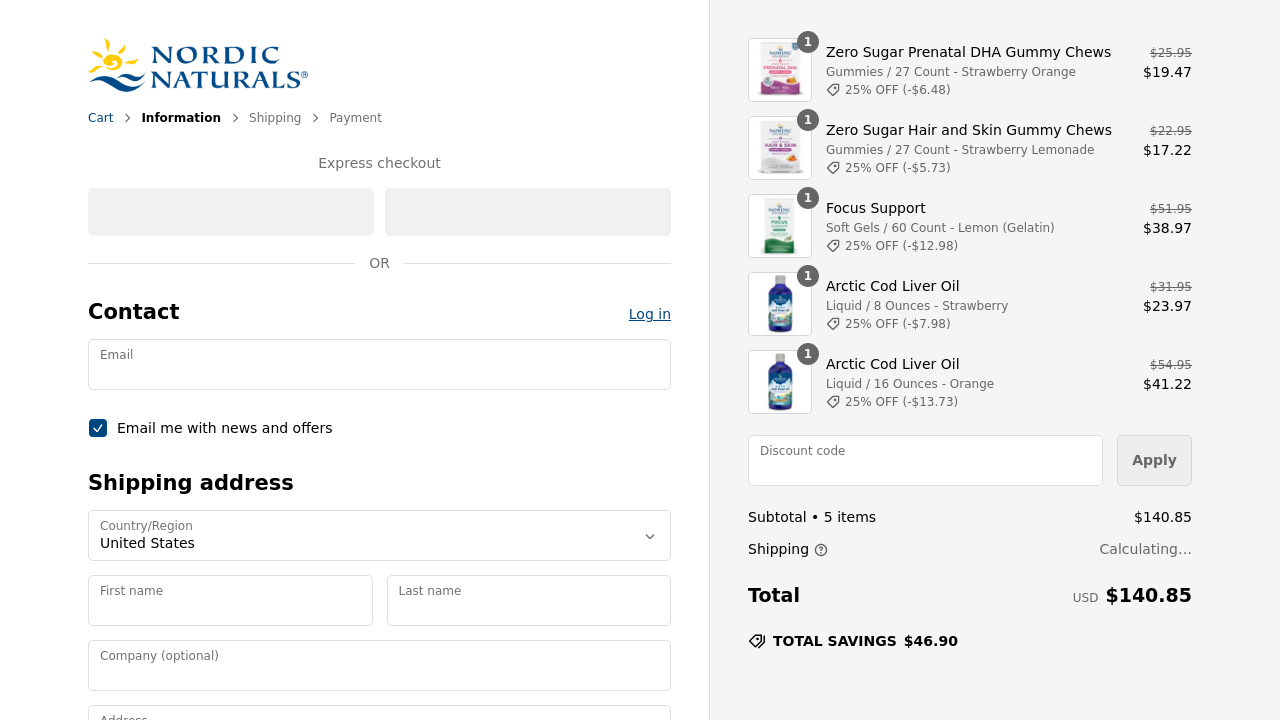 NORDIC
NATURALS®
Cart > Information > Shipping > Payment
Express checkout
OR
Contact
Log in
Email
Email me with news and offers
Shipping address
Country/Region
United States
First name
Last name
Company (optional)
Address
1
Zero Sugar Prenatal DHA Gummy Chews
$25.95
Gummies / 27 Count - Strawberry Orange
$19.47
25% OFF (-$6.48)
1
Zero Sugar Hair and Skin Gummy Chews
$22.95
Gummies / 27 Count - Strawberry Lemonade
$17.22
25% OFF (-$5.73)
1
Focus Support
$51.95
Soft Gels / 60 Count - Lemon (Gelatin)
$38.97
25% OFF (-$12.98)
1
Arctic Cod Liver Oil
$31.95
Liquid / 8 Ounces - Strawberry
$23.97
25% OFF (-$7.98)
1
Arctic Cod Liver Oil
$54.95
Liquid / 16 Ounces - Orange
$41.22
25% OFF (-$13.73)
Discount code
Apply
Subtotal • 5 items
$140.85
Shipping
Calculating…
Total
USD $140.85
TOTAL SAVINGS $46.90